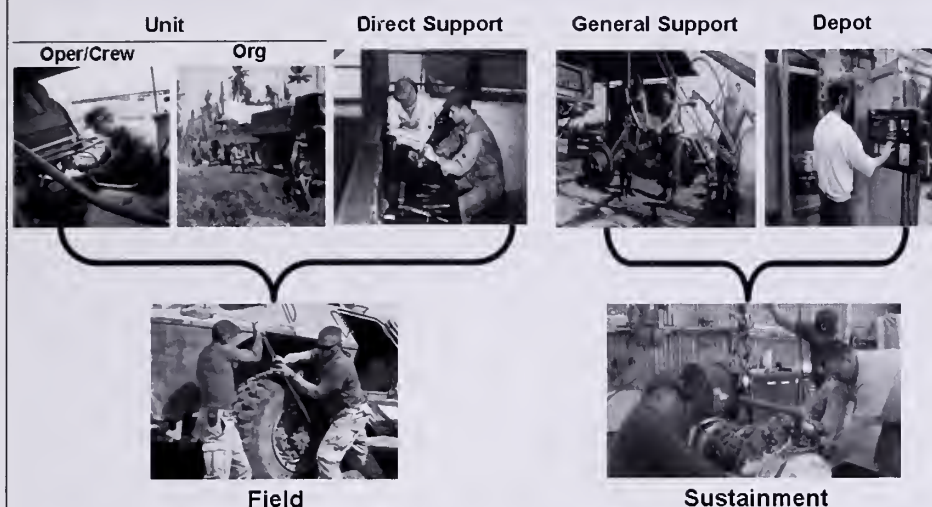 Unit
Direct Support
General Support
Depot
Oper/Crew
Org
Field
Sustainment